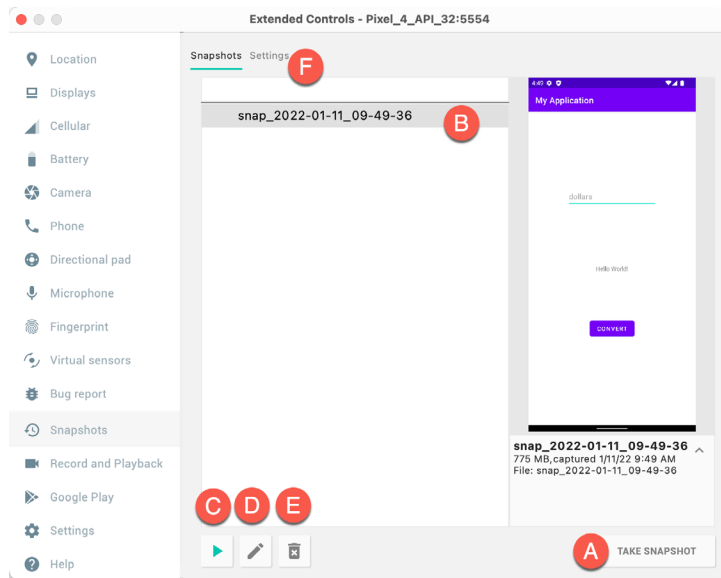 Extended Controls - Pixel_4_API_32:5554
Location
Displays
Cellular
Battery
Camera
Phone
Directional pad
Microphone
Fingerprint
Virtual sensors
Bug report
Snapshots
Record and Playback
Google Play
Settings
Help
Snapshots Settings
F
snap_2022-01-11_09-49-36
B
4:49
My Application
dollars
Hello World!
CONVERT
snap_2022-01-11_09-49-36
775 MB,captured 1/11/22 9:49 AM
File: snap_2022-01-11_09-49-36
C D E
A TAKE SNAPSHOT